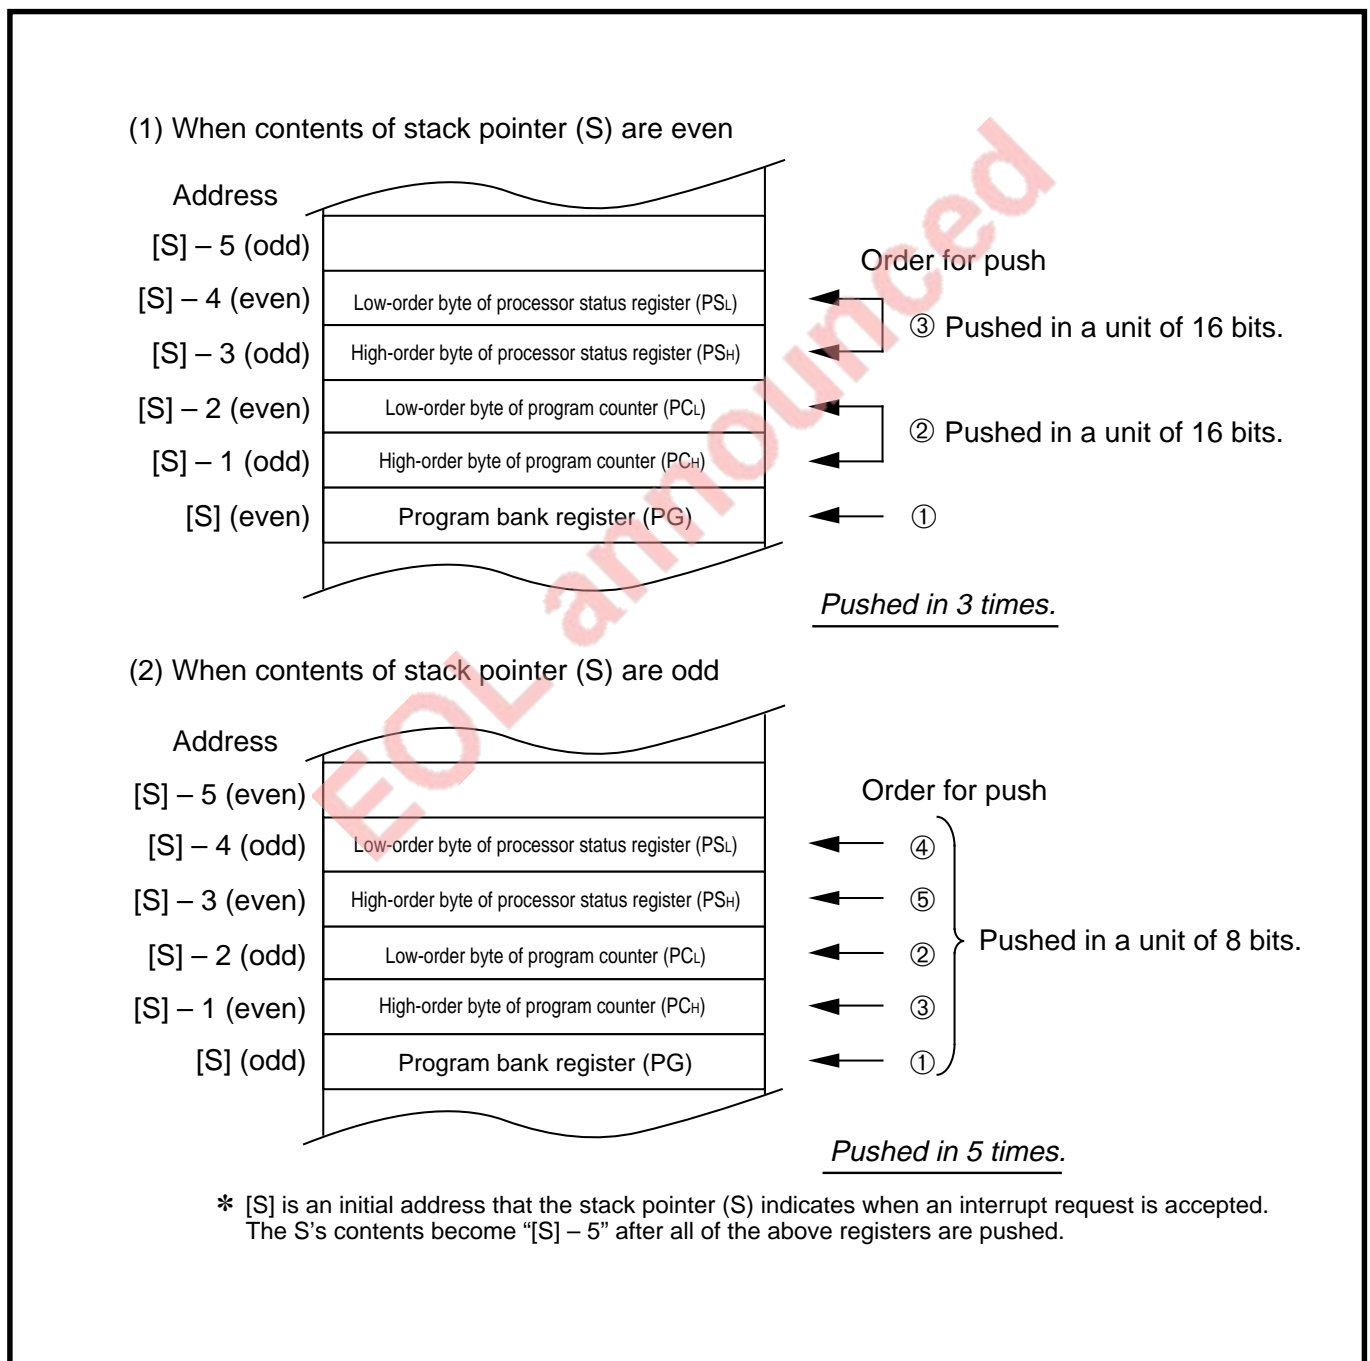 (1) When contents of stack pointer (S) are even
Address
[S] – 5 (odd)
Order for push
[S] – 4 (even) Low-order byte of processor status register (PSL)
③ Pushed in a unit of 16 bits.
[S] – 3 (odd) High-order byte of processor status register (PSH)
[S] – 2 (even) Low-order byte of program counter (PCL)
② Pushed in a unit of 16 bits.
[S] – 1 (odd) High-order byte of program counter (PCH)
[S] (even) Program bank register (PG) ①
Pushed in 3 times.
(2) When contents of stack pointer (S) are odd
Address
[S] – 5 (even) Order for push
[S] – 4 (odd) Low-order byte of processor status register (PSL) ④
[S] – 3 (even) High-order byte of processor status register (PSH) ⑤
Pushed in a unit of 8 bits.
[S] – 2 (odd) Low-order byte of program counter (PCL) ②
[S] – 1 (even) High-order byte of program counter (PCH) ③
[S] (odd) Program bank register (PG) ①
Pushed in 5 times.
✽ [S] is an initial address that the stack pointer (S) indicates when an interrupt request is accepted.
The S’s contents become “[S] – 5” after all of the above registers are pushed.
EOL announced